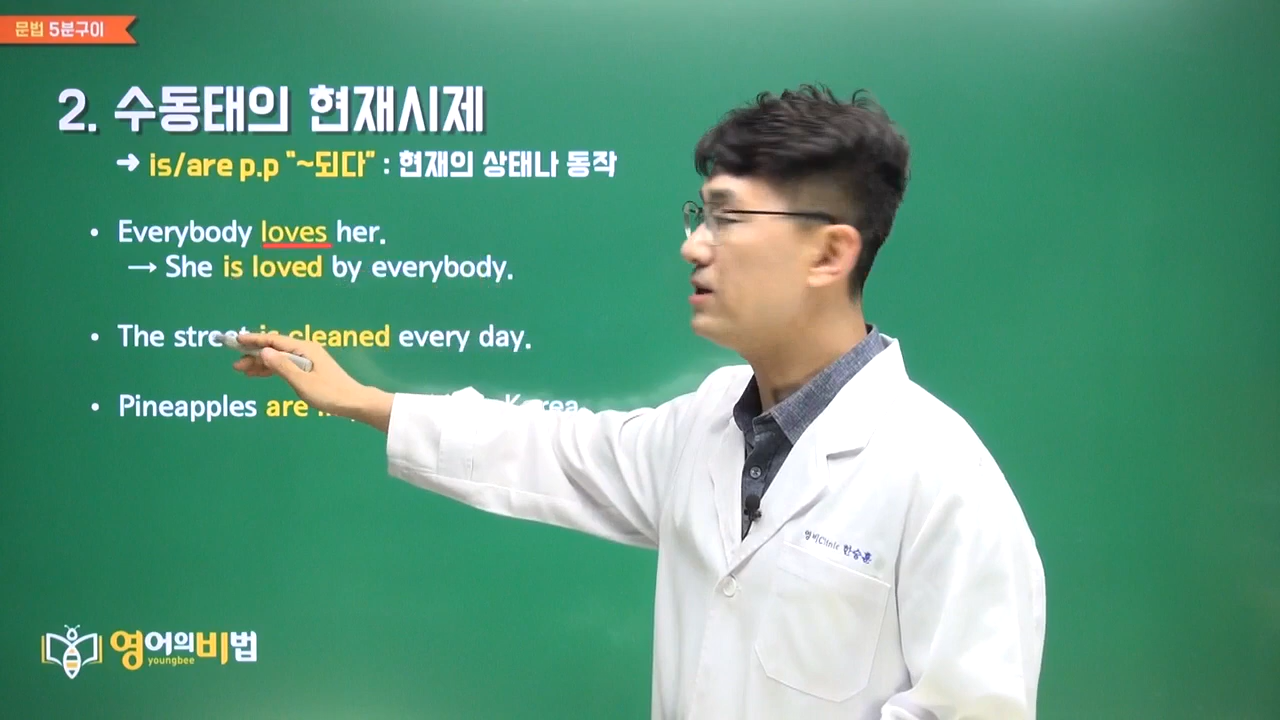 문법 5분구이
2. 수동태의 현재시제
→ is/are p.p "~되다" : 현재의 상태나 동작
• Everybody loves her.
→ She is loved by everybody.
• The street is cleaned every day.
• Pineapples are Korea.
영비Clinic 한승훈
영어의비법
youngbee